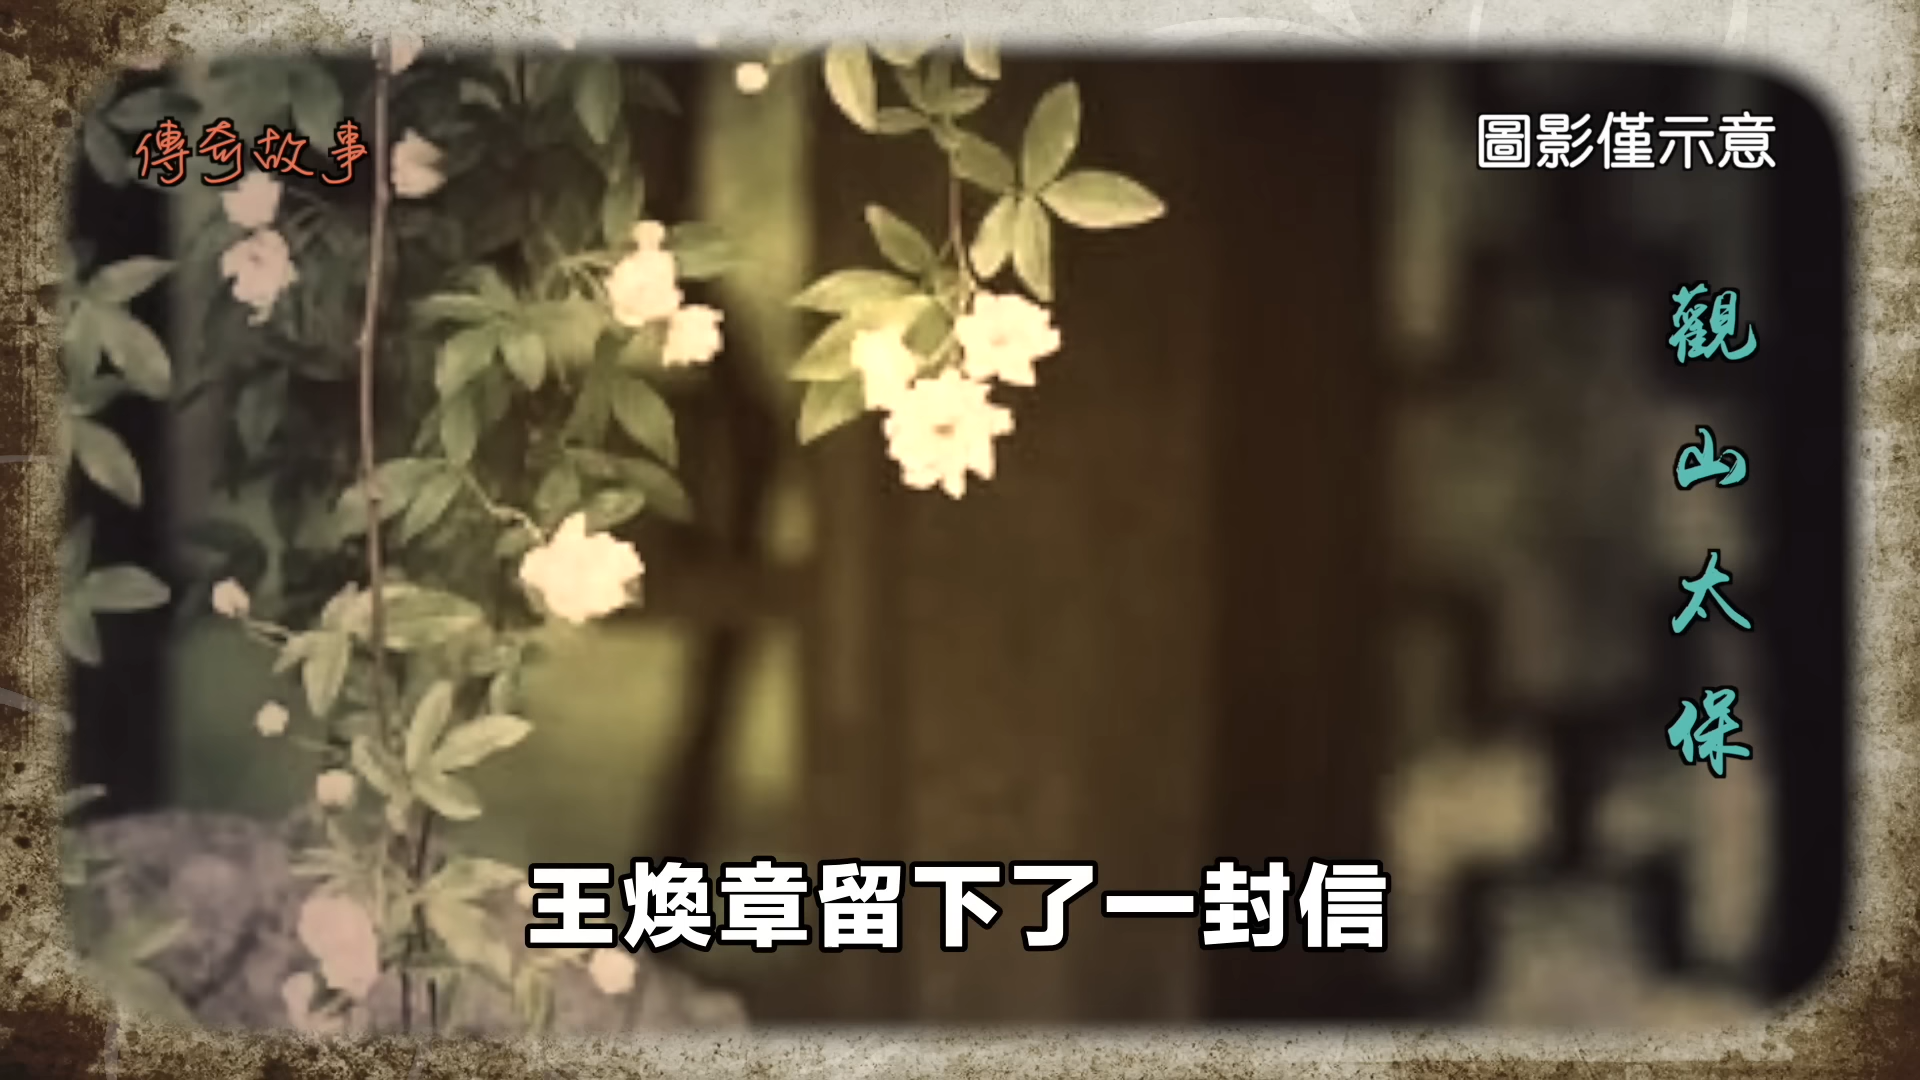 傳奇故事
圖影僅示意
觀山太保
王煥章留下了一封信